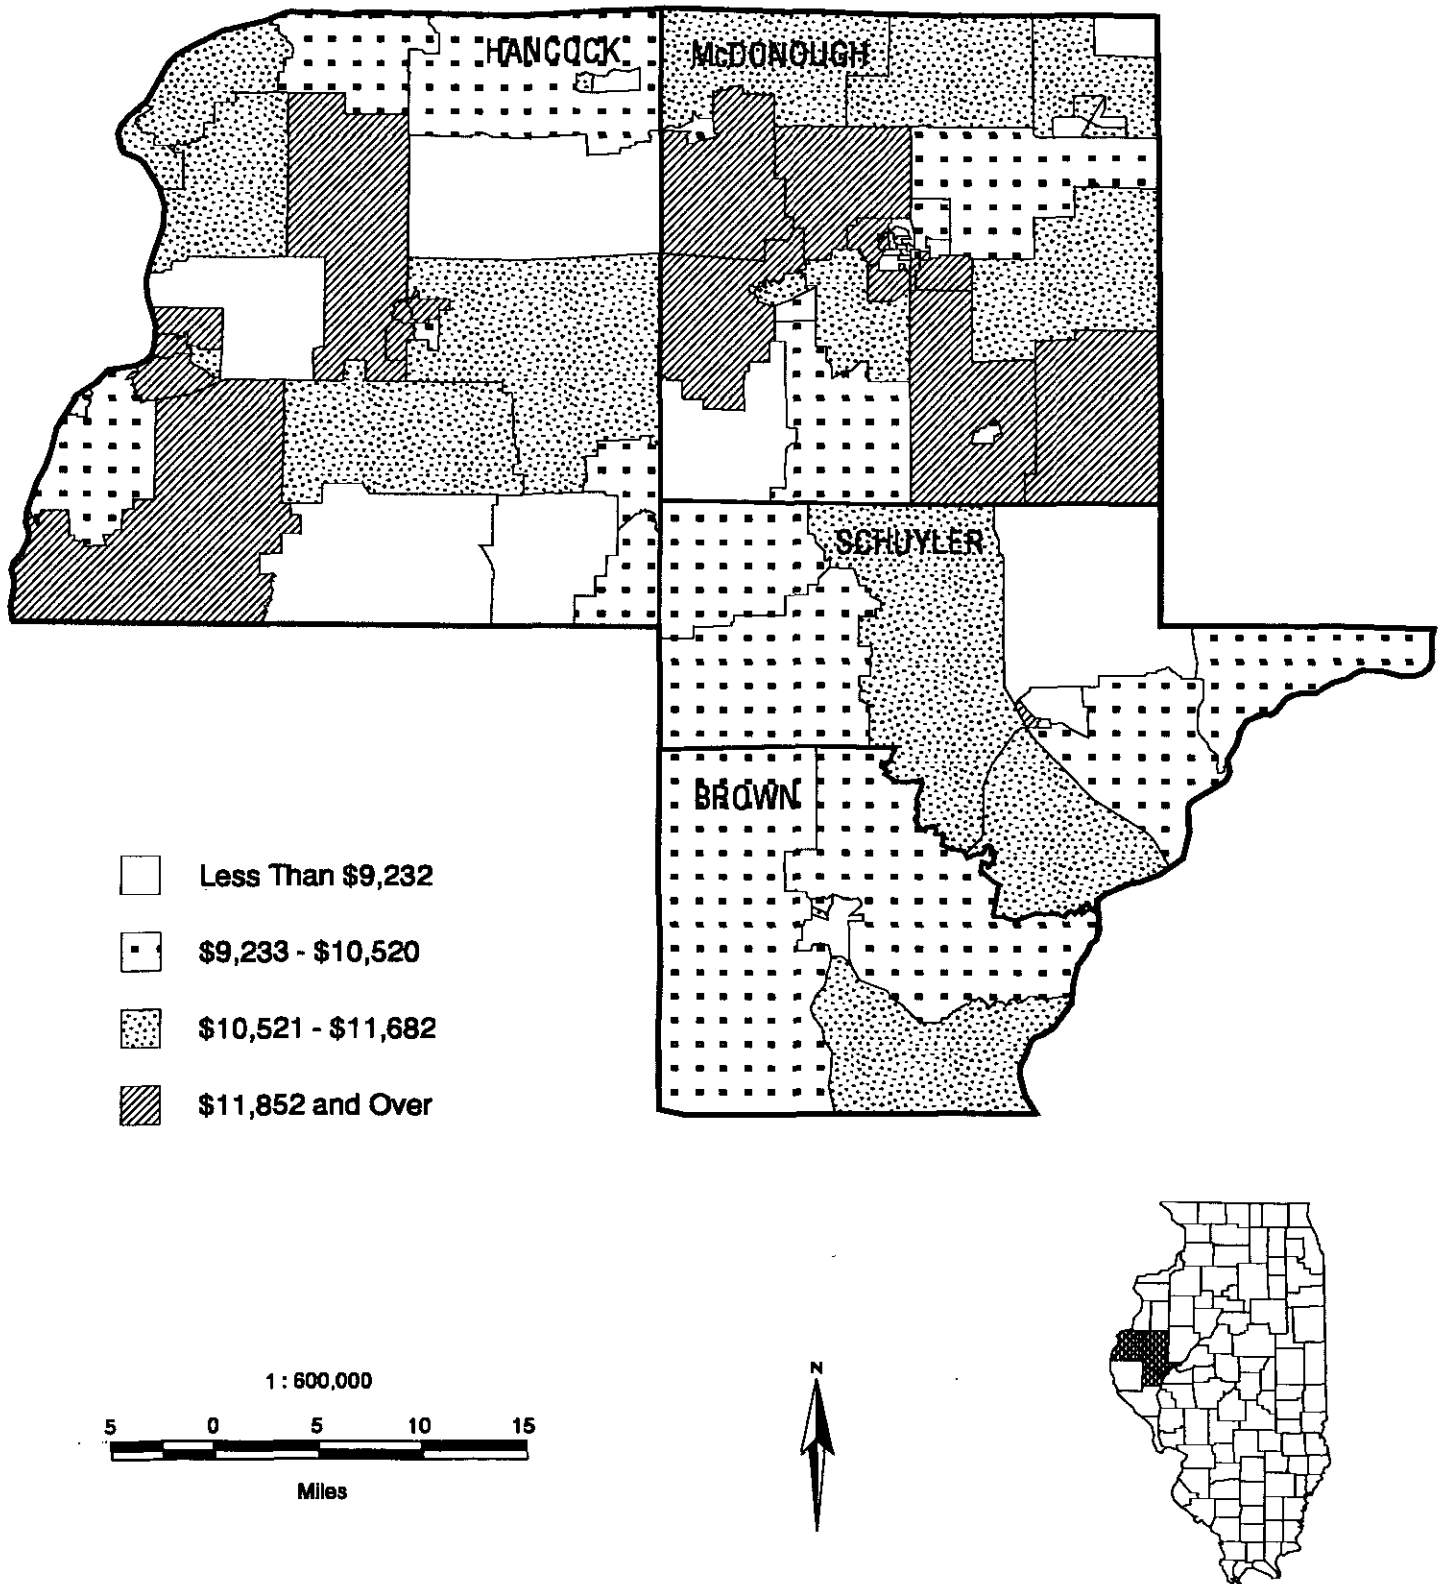 HANCOCK
McDONOUGH
SCHUYLER
BROWN
Less Than $9,232
$9,233 - $10,520
$10,521 - $11,682
$11,852 and Over
1 : 600,000
5 0 5 10 15
Miles
N